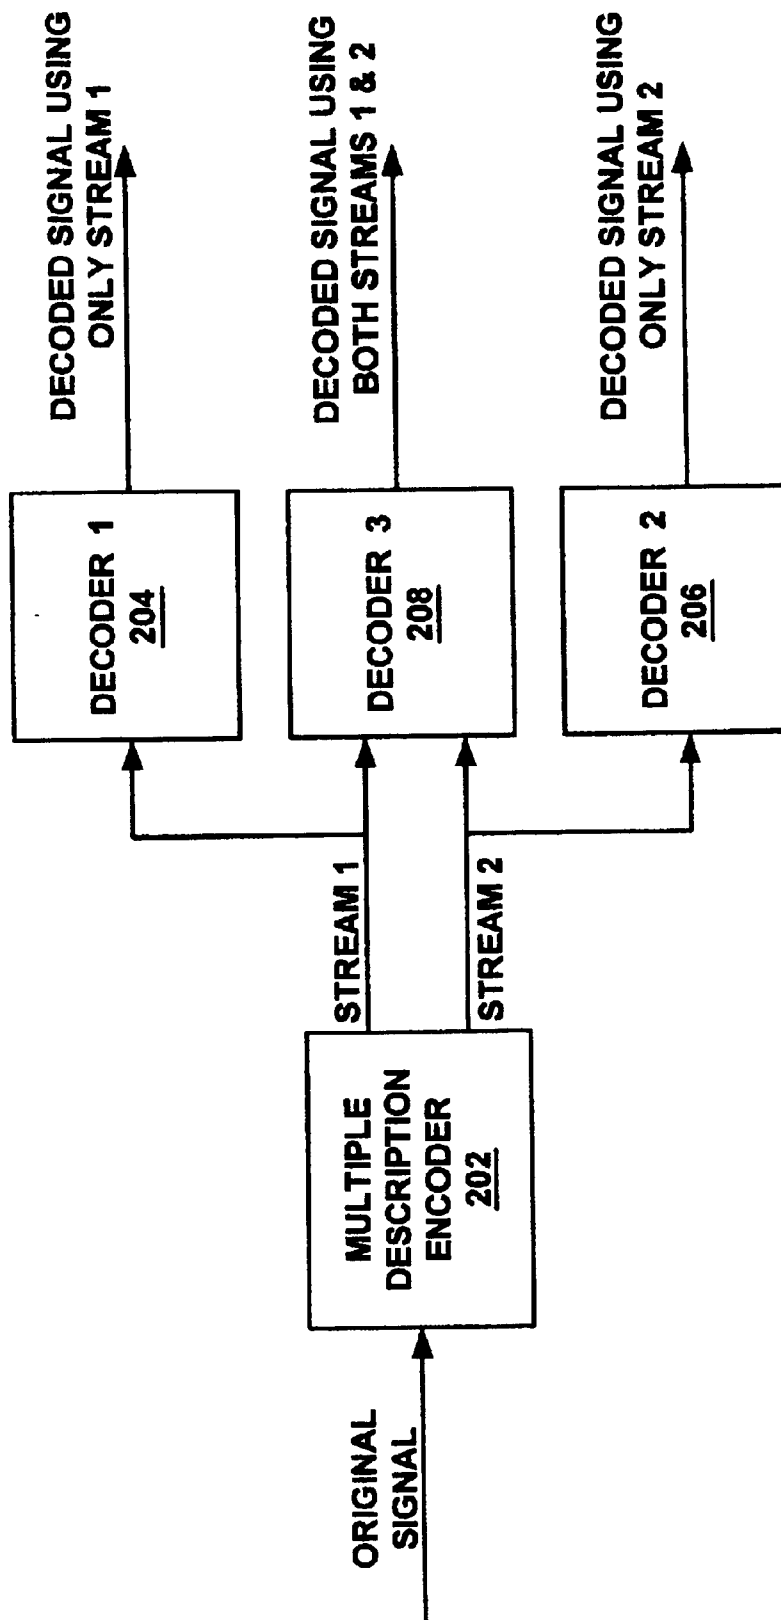 ORIGINAL
SIGNAL
MULTIPLE
DESCRIPTION
ENCODER
202
STREAM 1
STREAM 2
DECODER 1
204
DECODED SIGNAL USING
ONLY STREAM 1
DECODER 3
208
DECODED SIGNAL USING
BOTH STREAMS 1 & 2
DECODER 2
206
DECODED SIGNAL USING
ONLY STREAM 2